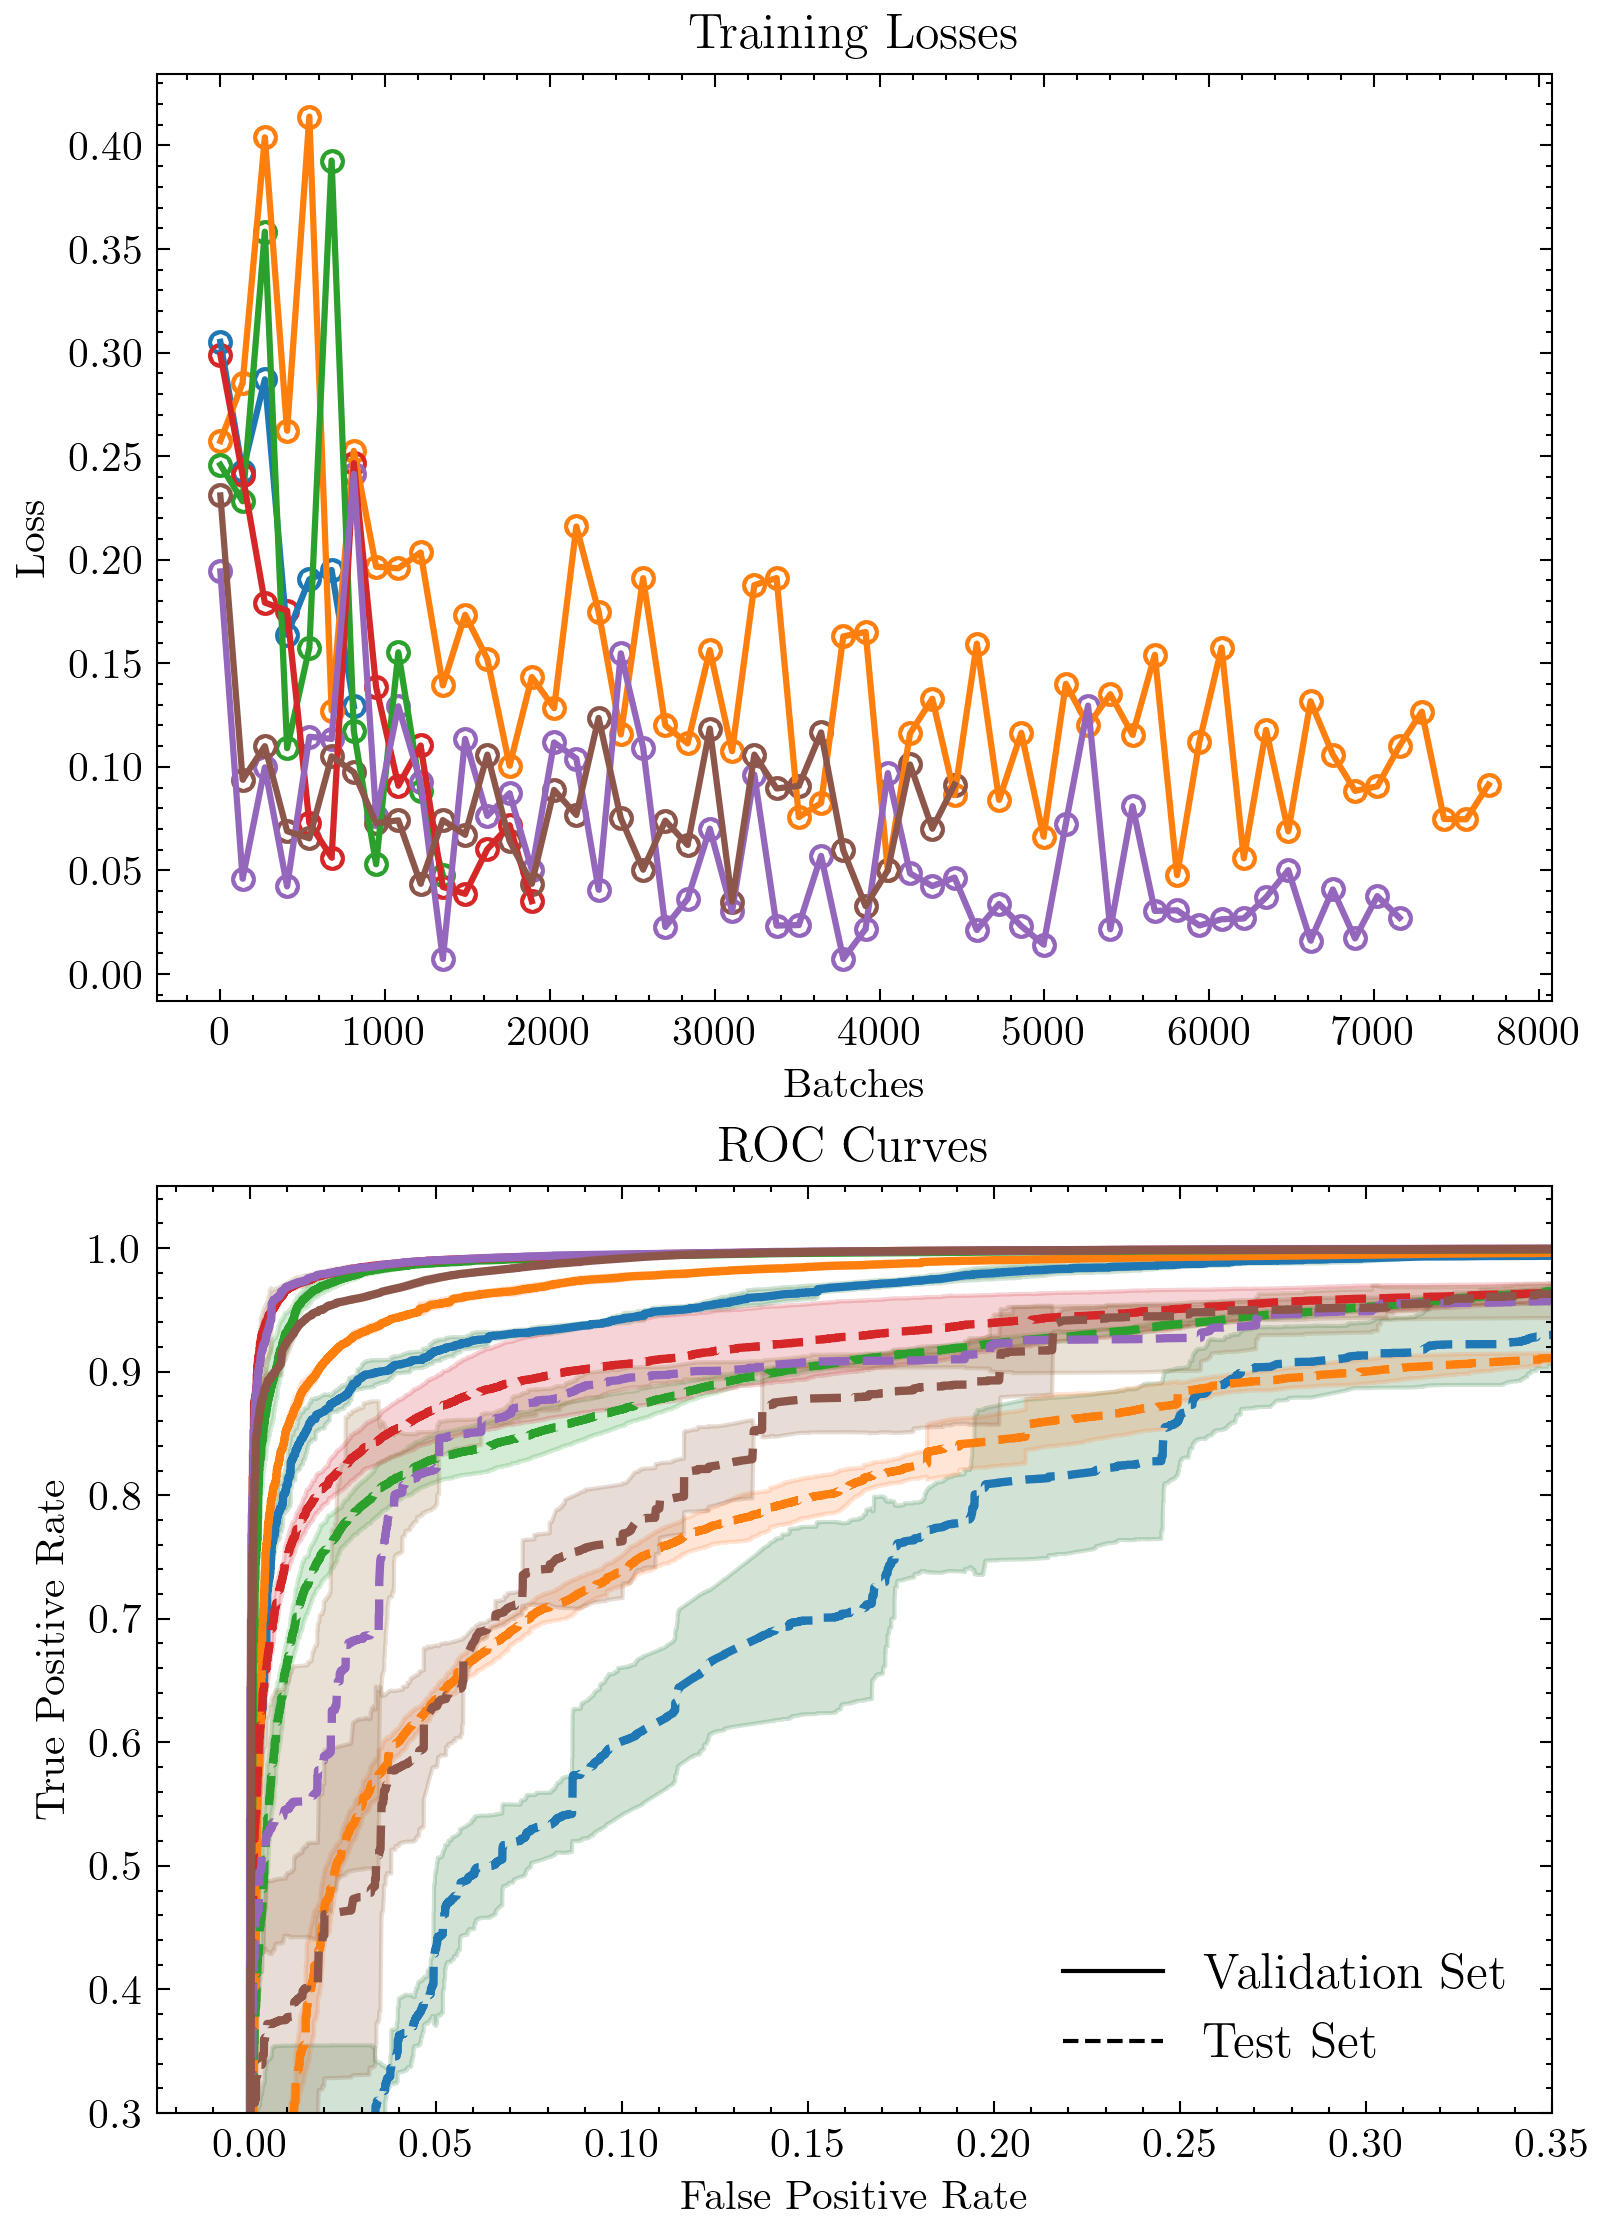 Training Losses
0.40
0.35
0.30
0.25
0.20
0.15
0.10
0.05
0.00
Loss
0 1000 2000 3000 4000 5000 6000 7000 8000
Batches
ROC Curves
1.0
0.9
0.8
0.7
0.6
0.5
0.4
0.3
True Positive Rate
Validation Set
Test Set
0.00 0.05 0.10 0.15 0.20 0.25 0.30 0.35
False Positive Rate